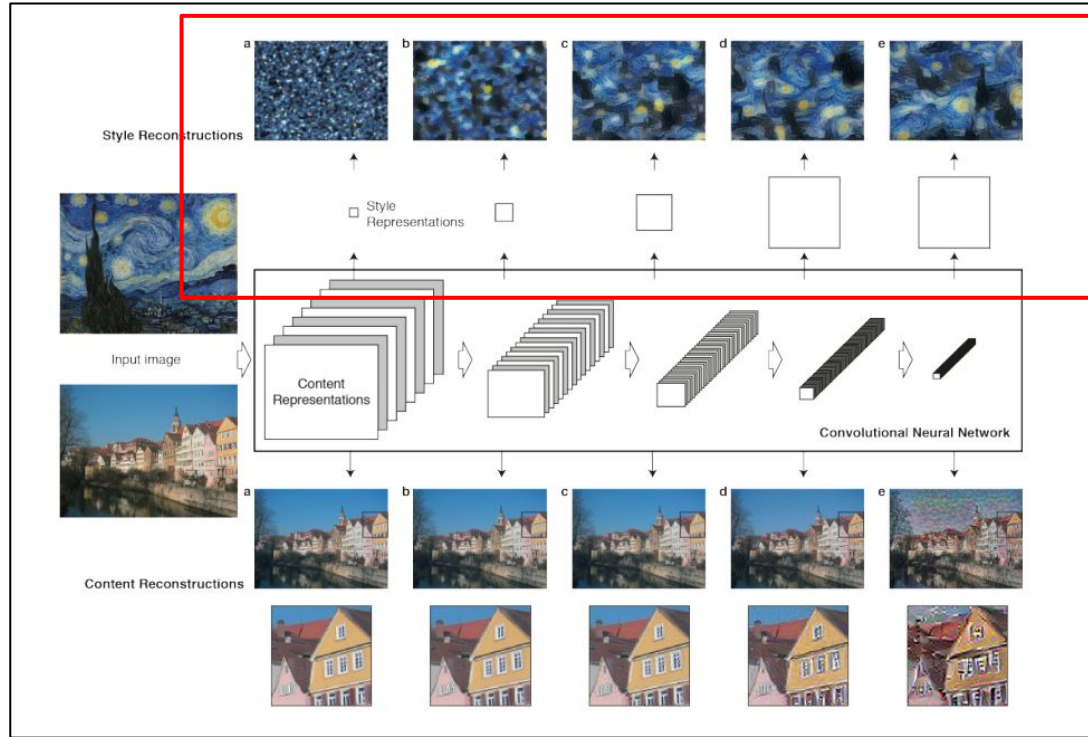 a
b
c
d
e
Style Reconstructions
Style
Representations
Input image
Content
Representations
Convolutional Neural Network
a
b
c
d
e
Content Reconstructions